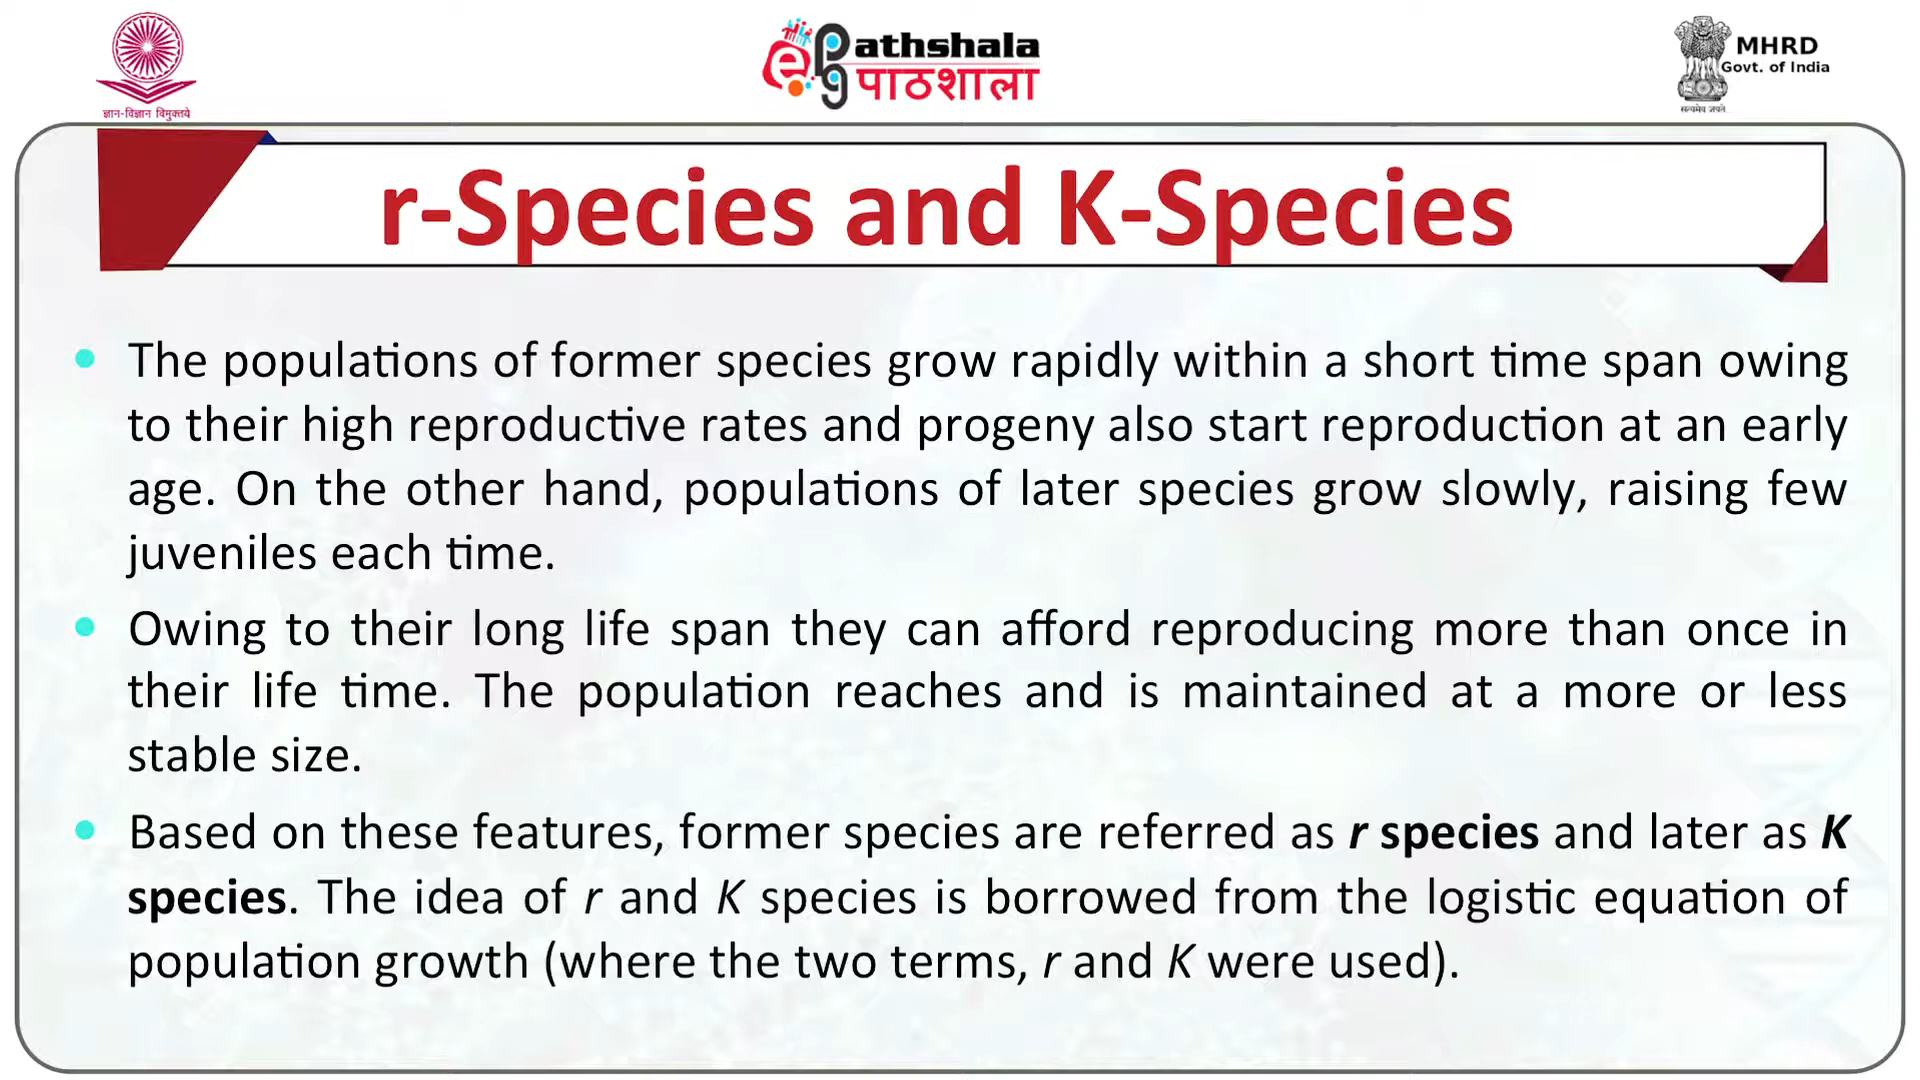 ज्ञान-विज्ञान विमुक्तये
ePathshala
पाठशाला
MHRD
Govt. of India
सत्यमेव जयते
r-Species and K-Species
The populations of former species grow rapidly within a short time span owing
to their high reproductive rates and progeny also start reproduction at an early
age. On the other hand, populations of later species grow slowly, raising few
juveniles each time.
Owing to their long life span they can afford reproducing more than once in
their life time. The population reaches and is maintained at a more or less
stable size.
Based on these features, former species are referred as r species and later as K
species. The idea of r and K species is borrowed from the logistic equation of
population growth (where the two terms, r and K were used).